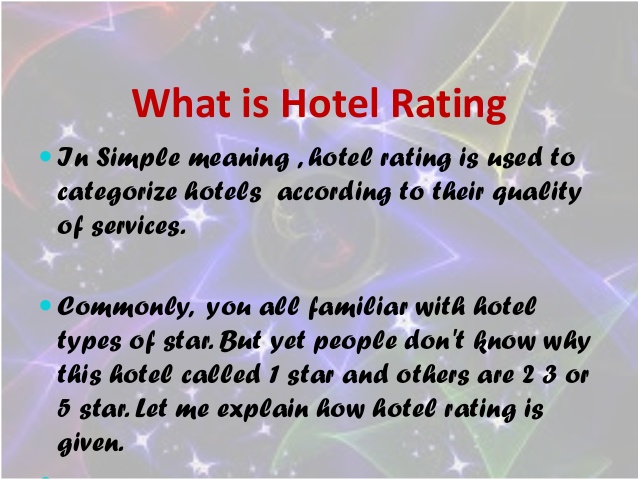 What is Hotel Rating
In Simple meaning , hotel rating is used to
categorize hotels according to their quality
of services.
Commonly, you all familiar with hotel
types of star. But yet people don't know why
this hotel called 1 star and others are 2 3 or
5 star. Let me explain how hotel rating is
given.